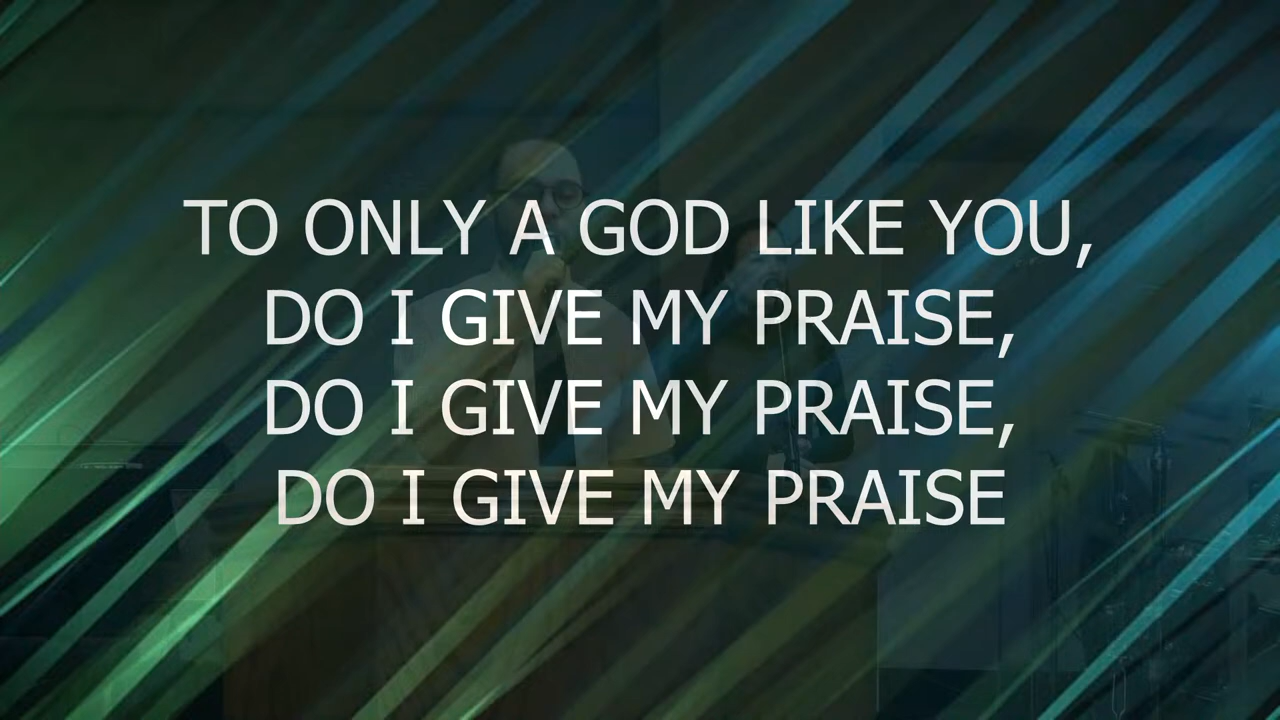 TO ONLY A GOD LIKE YOU,
DO I GIVE MY PRAISE,
DO I GIVE MY PRAISE,
DO I GIVE MY PRAISE